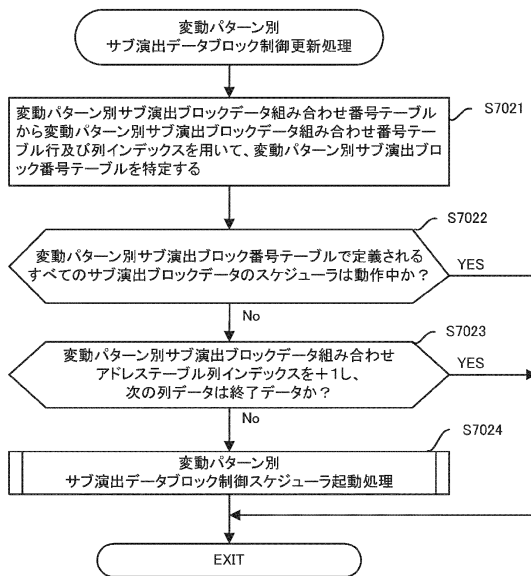 変動パターン別
サブ演出データブロック制御更新処理
S7021
変動パターン別サブ演出ブロックデータ組み合わせ番号テーブル
から変動パターン別サブ演出ブロックデータ組み合わせ番号テー
ブル行及び列インデックスを用いて、変動パターン別サブ演出ブロ
ック番号テーブルを特定する
S7022
変動パターン別サブ演出ブロック番号テーブルで定義される
すべてのサブ演出ブロックデータのスケジューラは動作中か?
YES
No
S7023
変動パターン別サブ演出ブロックデータ組み合わせ
アドレステーブル列インデックスを+1し、
次の列データは終了データか?
YES
No
S7024
変動パターン別
サブ演出データブロック制御スケジューラ起動処理
EXIT